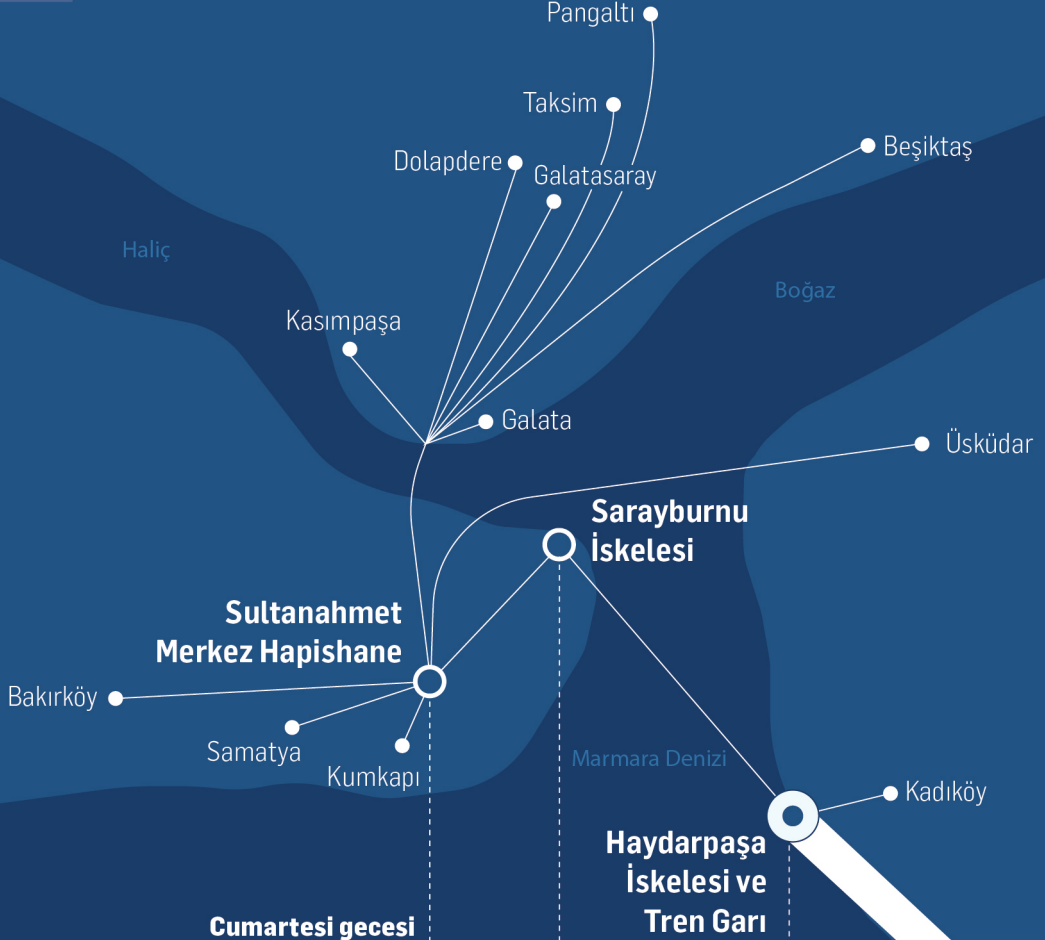 Pangaltı
Taksim
Beşiktaş
Dolapdere
Galatasaray
Haliç
Boğaz
Kasımpaşa
Galata
Üsküdar
Sarayburnu
İskelesi
Sultanahmet
Merkez Hapishane
Bakırköy
Samatya
Kumkapı
Marmara Denizi
Kadıköy
Haydarpaşa
İskelesi ve
Tren Garı
Cumartesi gecesi